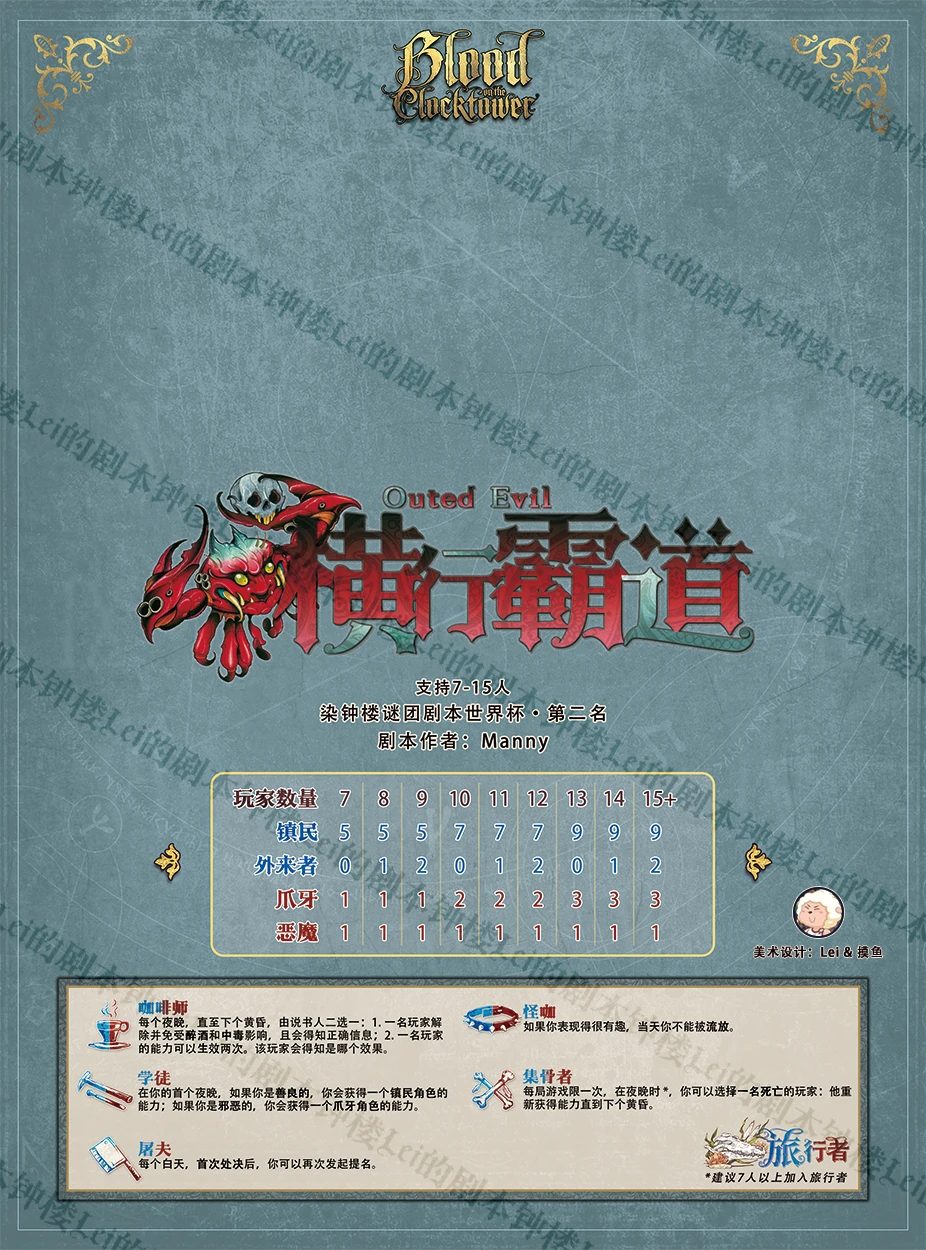 Blood
on the
Clocktower
Outed Evil
横行霸道
支持7-15人
染钟楼谜团剧本世界杯·第二名
剧本作者：Manny
玩家数量 7 8 9 10 11 12 13 14 15+
镇民 5 5 5 7 7 7 9 9 9
外来者 0 1 2 0 1 2 0 1 2
爪牙 1 1 1 2 2 2 3 3 3
恶魔 1 1 1 1 1 1 1 1 1
美术设计：Lei & 摸鱼
咖啡师
每个夜晚，直至下个黄昏，由说书人二选一：1. 一名玩家解
除并免受醉酒和中毒影响，且会得知正确信息；2. 一名玩家
的能力可以生效两次。该玩家会得知是哪个效果。
学徒
在你的首个夜晚，如果你是善良的，你会获得一个镇民角色的
能力；如果你是邪恶的，你会获得一个爪牙角色的能力。
屠夫
每个白天，首次处决后，你可以再次发起提名。
怪咖
如果你表现得很有趣，当天你不能被流放。
集骨者
每局游戏限一次，在夜晚时*，你可以选择一名死亡的玩家：他重
新获得能力直到下个黄昏。
旅行者
*建议7人以上加入旅行者
钟楼Lei的剧本